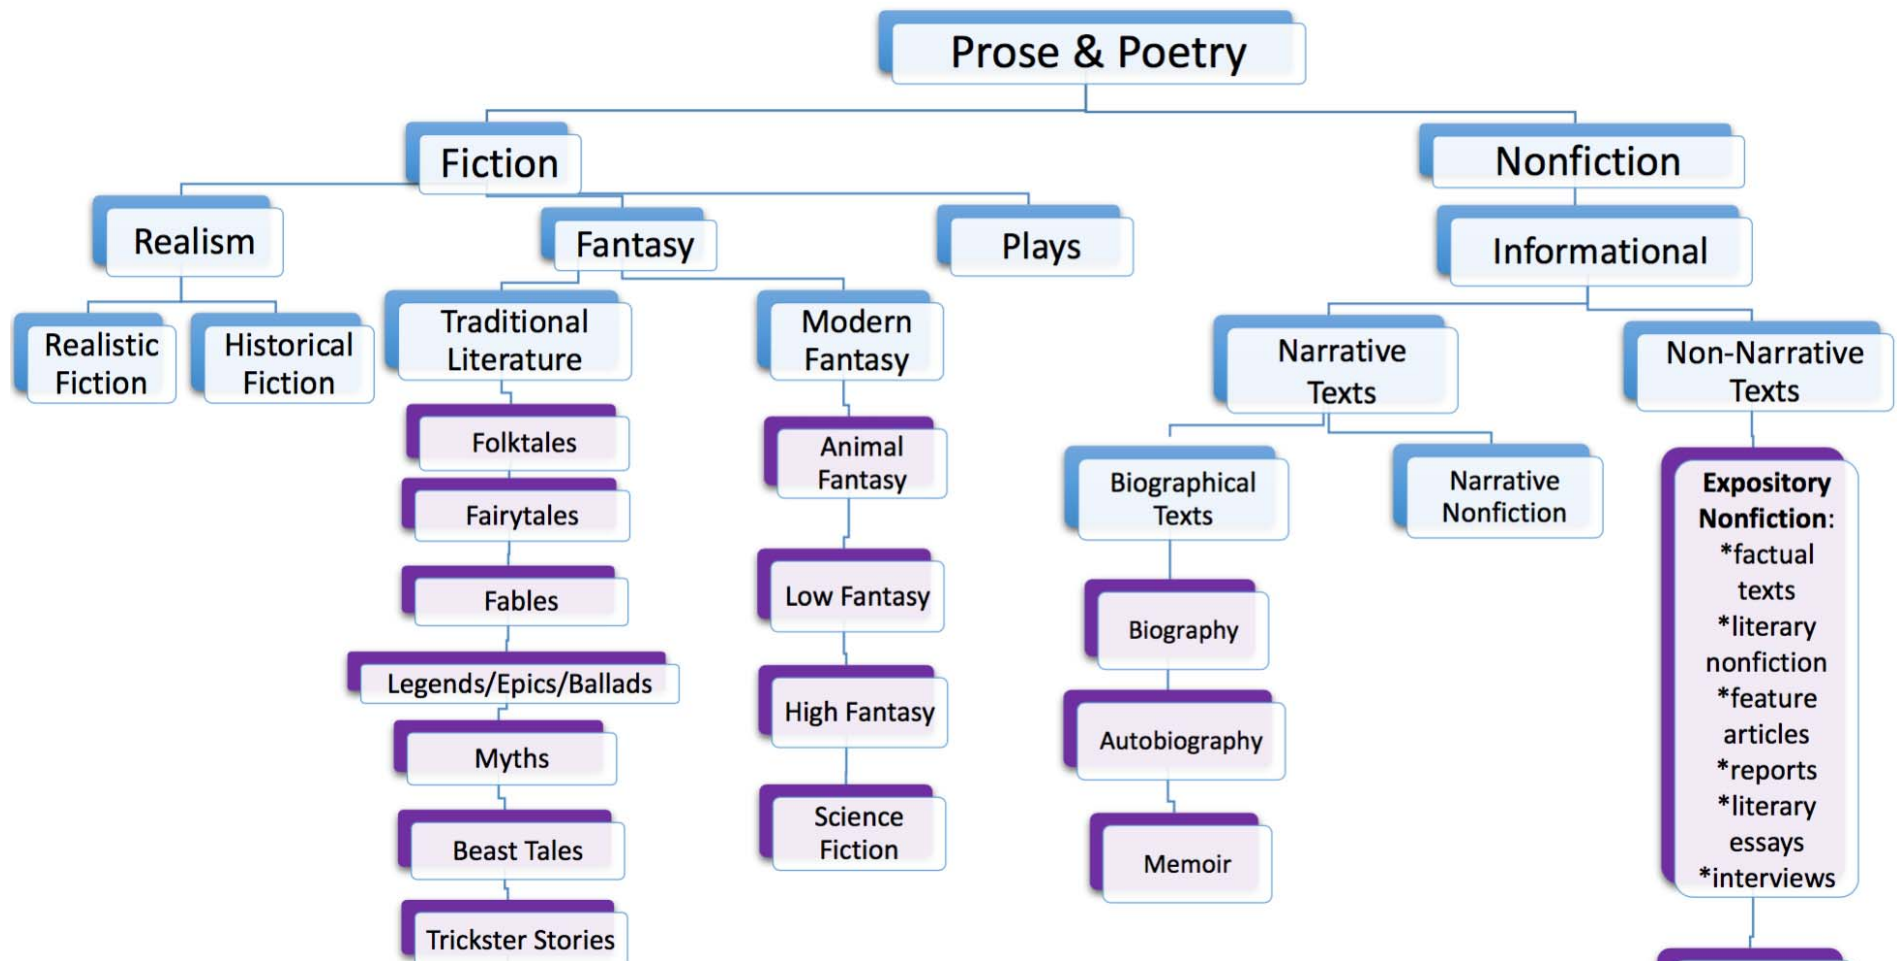 Prose & Poetry
Fiction
Nonfiction
Realism
Fantasy
Plays
Informational
Realistic
Fiction
Historical
Fiction
Traditional
Literature
Modern
Fantasy
Narrative
Texts
Non-Narrative
Texts
Folktales
Fairytales
Fables
Legends/Epics/Ballads
Myths
Beast Tales
Trickster Stories
Animal
Fantasy
Low Fantasy
High Fantasy
Science
Fiction
Biographical
Texts
Narrative
Nonfiction
Biography
Autobiography
Memoir
Expository
Nonfiction:
*factual
texts
*literary
nonfiction
*feature
articles
*reports
*literary
essays
*interviews